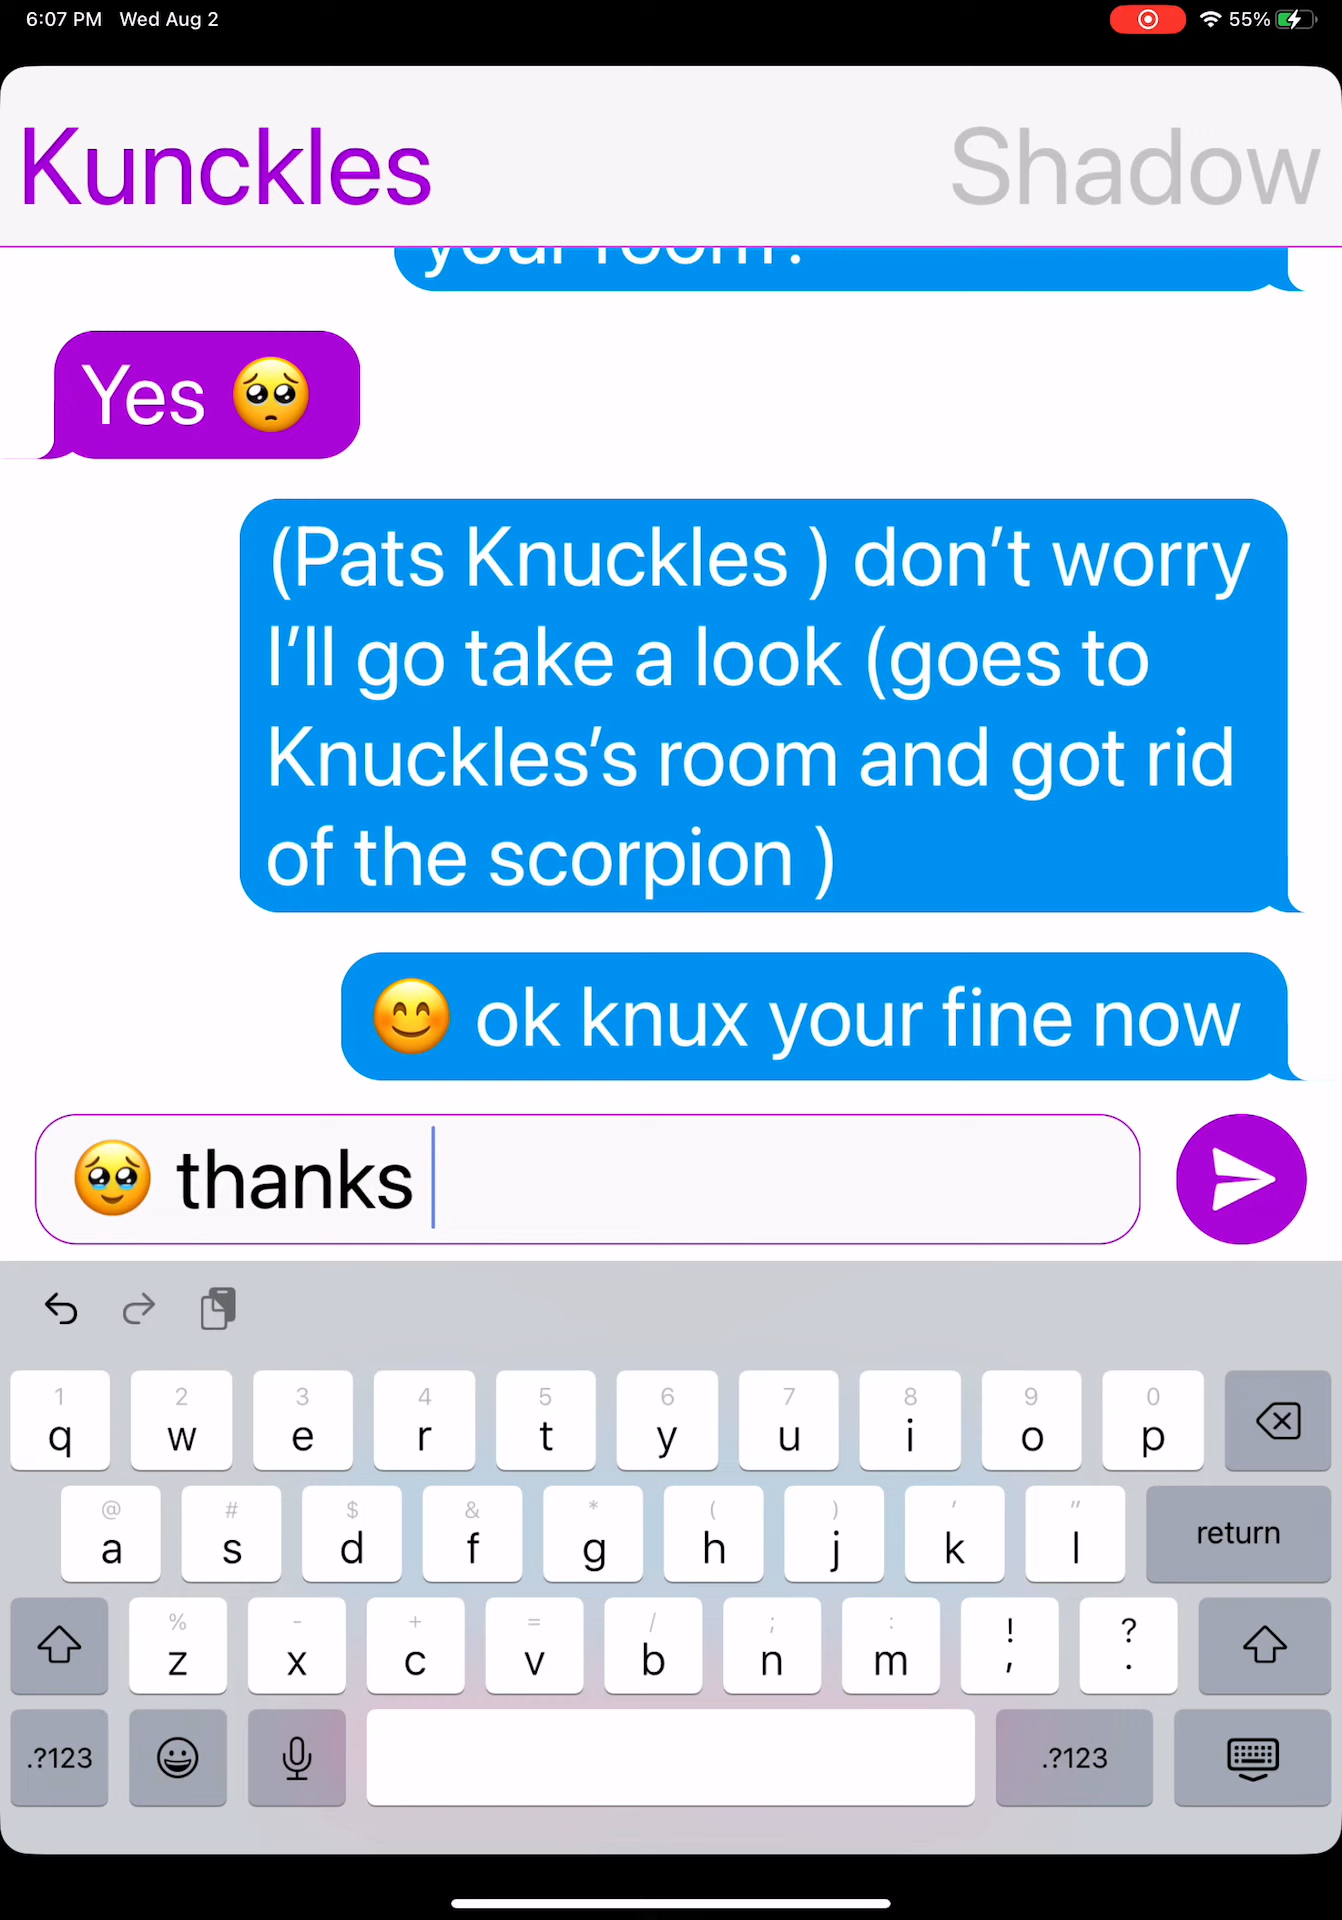 6:07 PM Wed Aug 2
55%
Kunckles
Shadow
your room?
Yes 🥺
(Pats Knuckles ) don’t worry
I’ll go take a look (goes to
Knuckles’s room and got rid
of the scorpion )
😊 ok knux your fine now
🥹 thanks
1 2 3 4 5 6 7 8 9 0
q w e r t y u i o p
@ # $ & * ( ) ' "
a s d f g h j k l return
% - + = / ; : ! ?
z x c v b n m , .
.?123 .?123